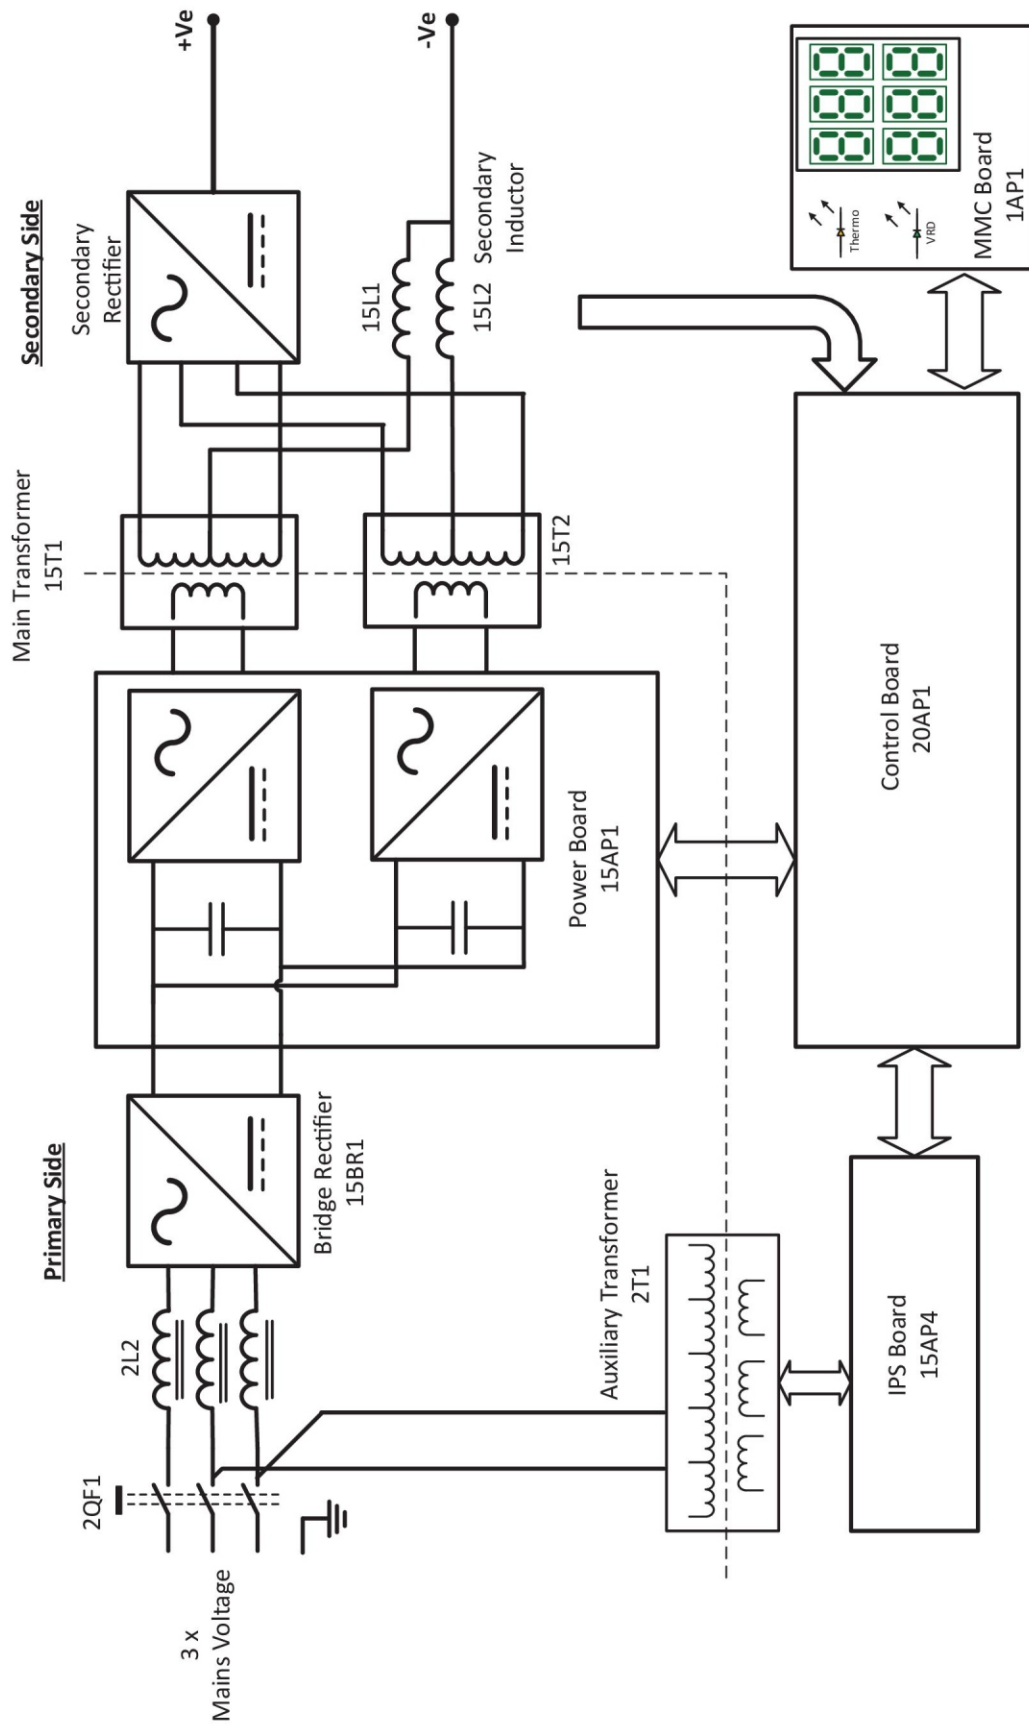 Primary Side
Secondary Side
3 x
Mains Voltage
2QF1
2L2
Bridge Rectifier
15BR1
Power Board
15AP1
Main Transformer
15T1
15T2
Secondary
Rectifier
15L1
15L2
Secondary
Inductor
+Ve
-Ve
Auxiliary Transformer
2T1
IPS Board
15AP4
Control Board
20AP1
Thermo
VRD
888
888
MMC Board
1AP1